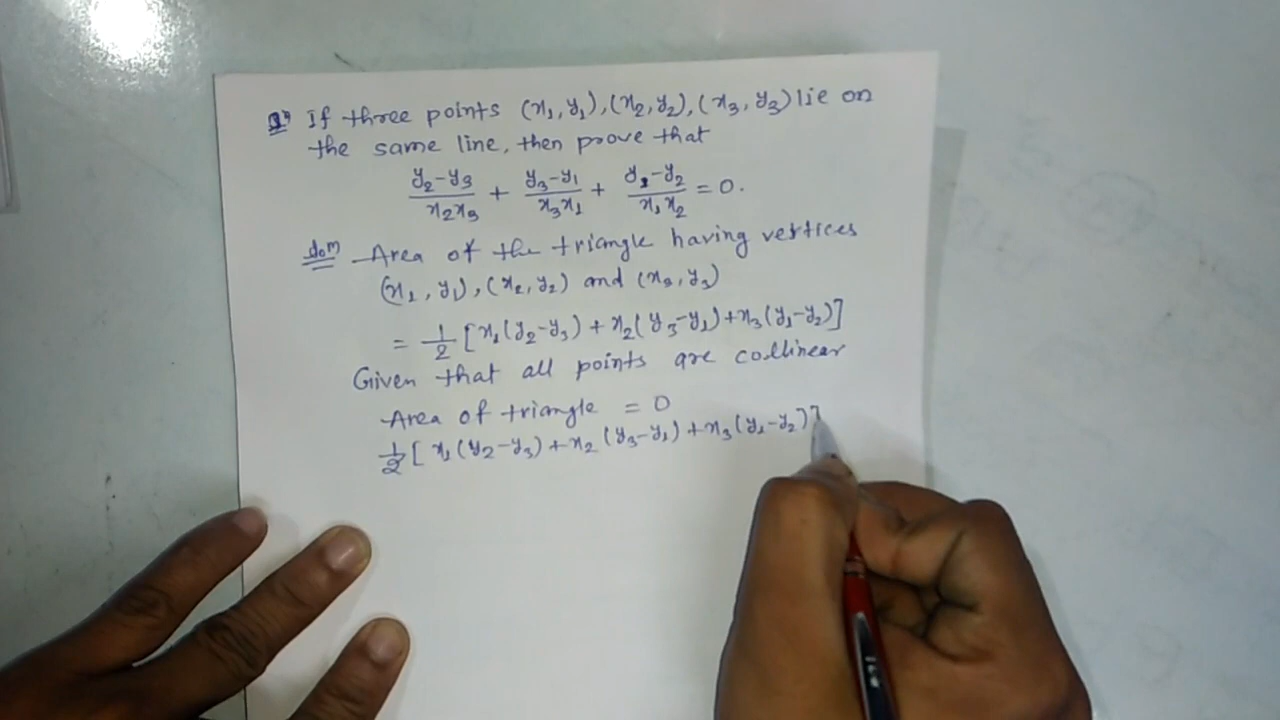 Q1 If three points (x₁, y₁), (x₂, y₂), (x₃, y₃) lie on
the same line, then prove that
(y₂-y₃)/(x₂x₃) + (y₃-y₁)/(x₃x₁) + (y₁-y₂)/(x₁x₂) = 0.
Area of the triangle having vertices
(x₁, y₁), (x₂, y₂) and (x₃, y₃)
= 1/2 [x₁(y₂-y₃) + x₂(y₃-y₁) + x₃(y₁-y₂)]
Given that all points are collinear
Area of triangle = 0
1/2 [x₁(y₂-y₃) + x₂(y₃-y₁) + x₃(y₁-y₂)]